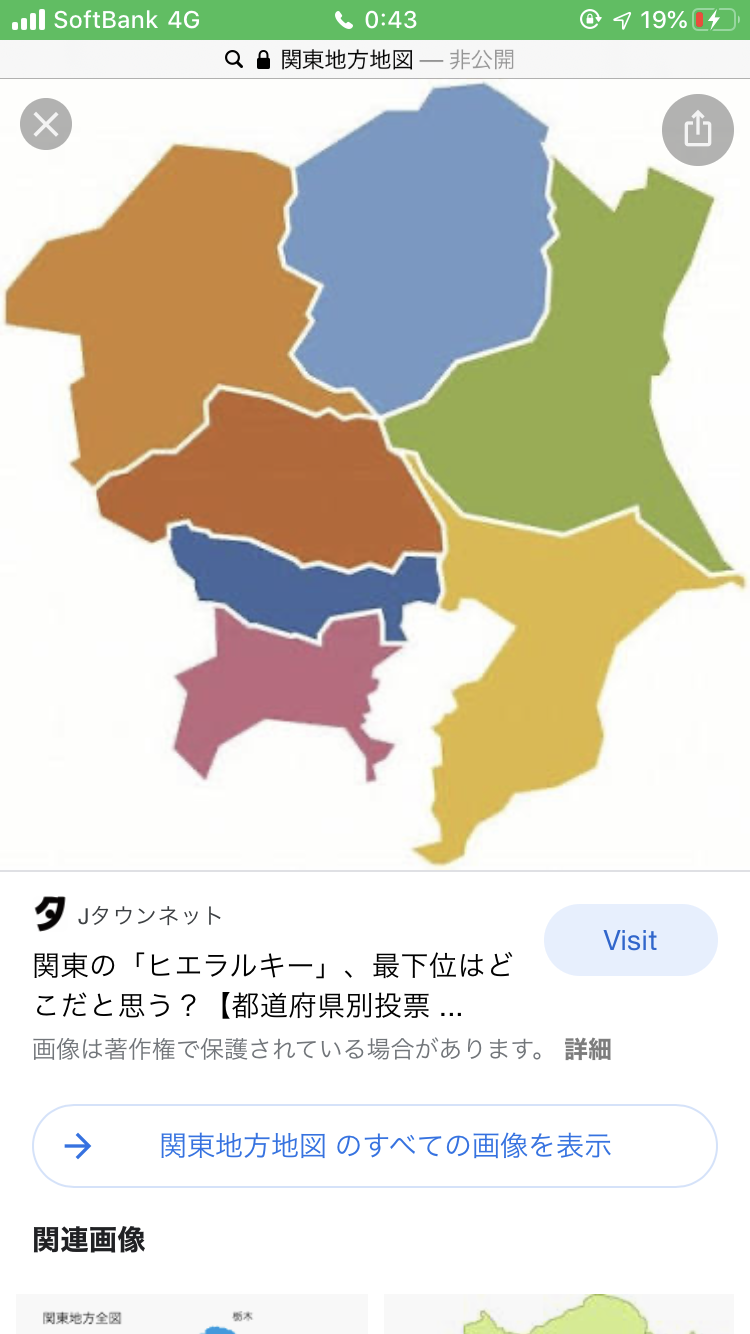 SoftBank 4G 0:43 19%
関東地方地図 — 非公開
Jタウンネット
関東の「ヒエラルキー」、最下位はど
こだと思う？【都道府県別投票 ...
Visit
画像は著作権で保護されている場合があります。 詳細
関東地方地図 のすべての画像を表示
関連画像
関東地方全図
栃木